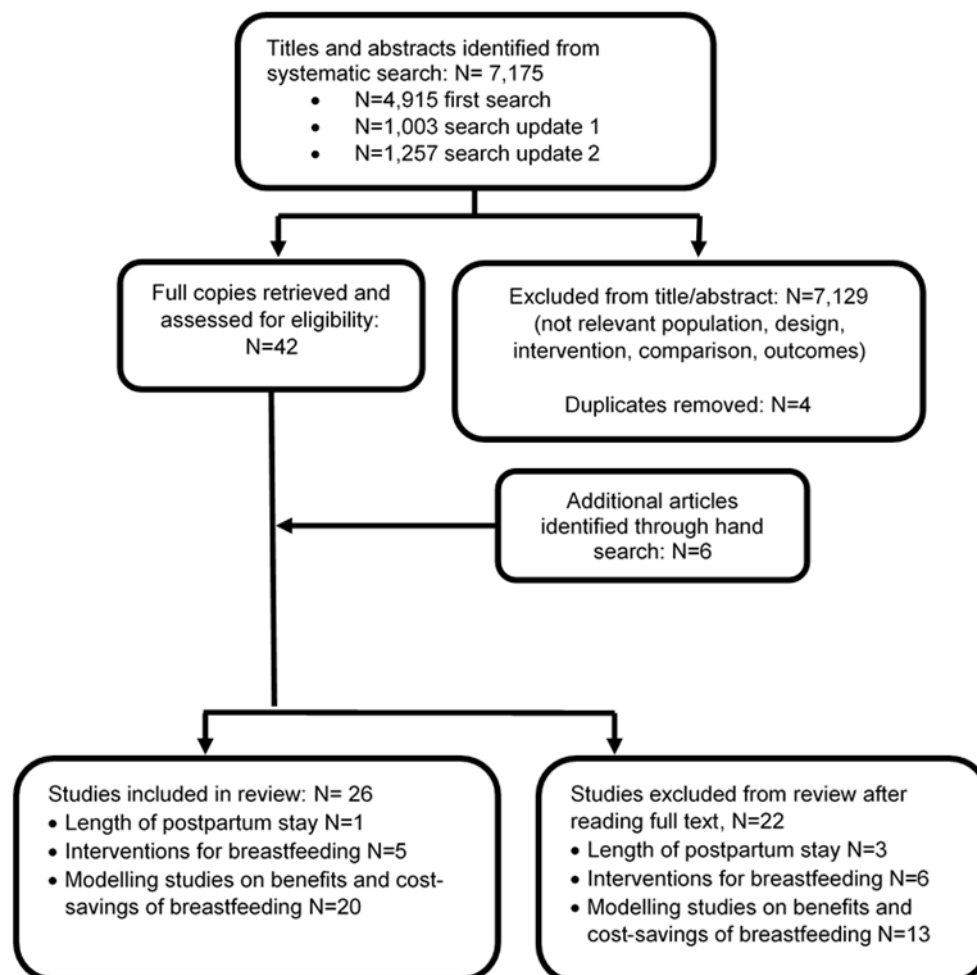 Titles and abstracts identified from
systematic search: N= 7,175
• N=4,915 first search
• N=1,003 search update 1
• N=1,257 search update 2
Full copies retrieved and
assessed for eligibility:
N=42
Excluded from title/abstract: N=7,129
(not relevant population, design,
intervention, comparison, outcomes)
Duplicates removed: N=4
Additional articles
identified through hand
search: N=6
Studies included in review: N= 26
• Length of postpartum stay N=1
• Interventions for breastfeeding N=5
• Modelling studies on benefits and cost-
savings of breastfeeding N=20
Studies excluded from review after
reading full text, N=22
• Length of postpartum stay N=3
• Interventions for breastfeeding N=6
• Modelling studies on benefits and
cost-savings of breastfeeding N=13